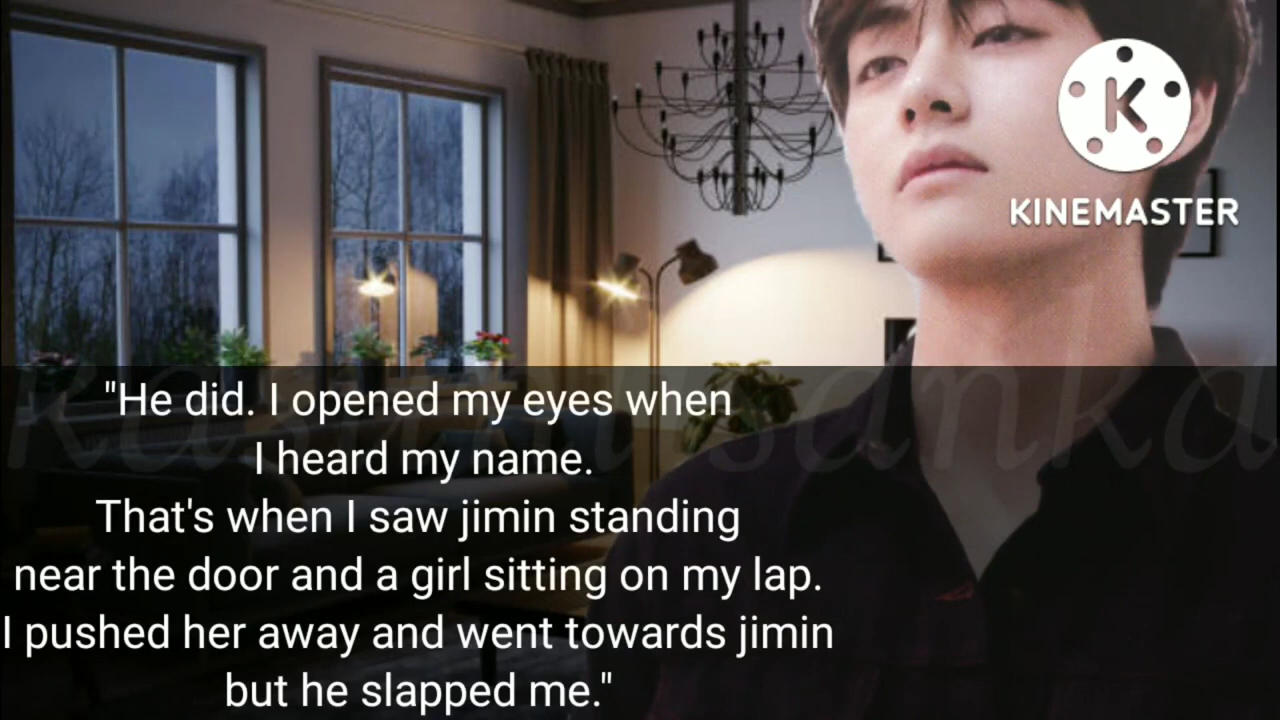 K
KINEMASTER
"He did. I opened my eyes when
I heard my name.
That's when I saw jimin standing
near the door and a girl sitting on my lap.
I pushed her away and went towards jimin
but he slapped me."